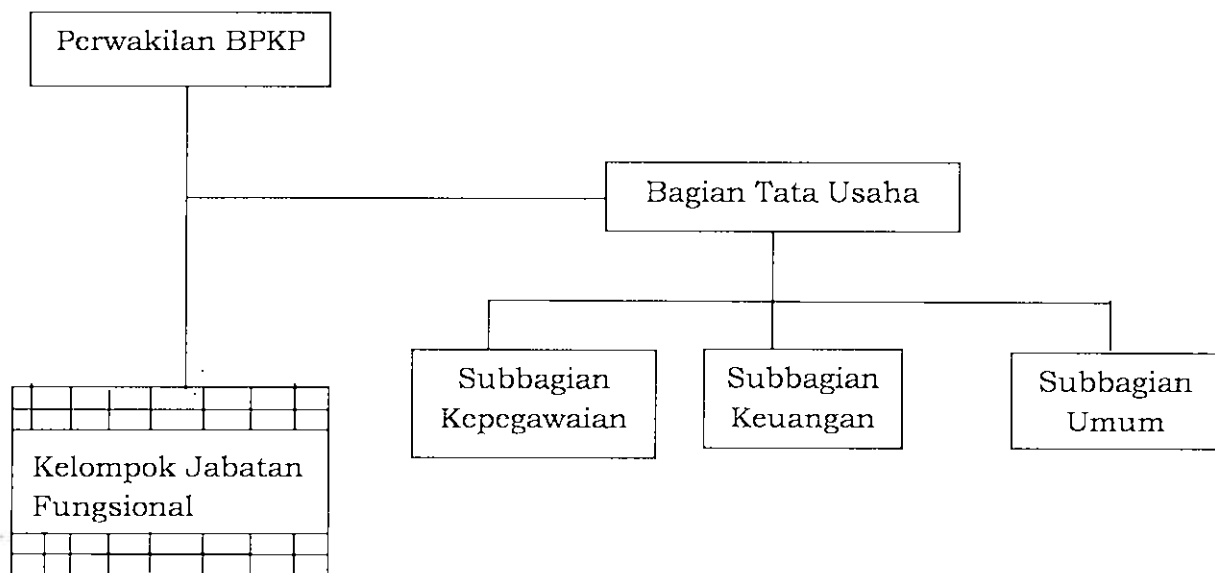 Perwakilan BPKP
Bagian Tata Usaha
Subbagian
Kepegawaian
Subbagian
Keuangan
Subbagian
Umum
Kelompok Jabatan
Fungsional